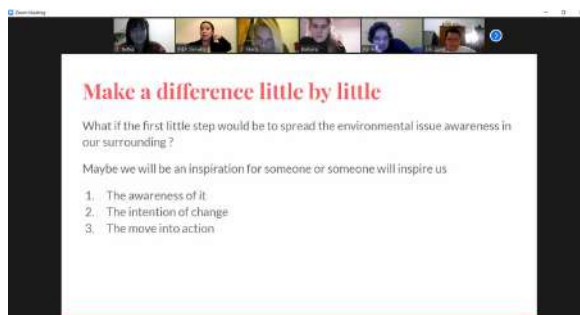 Zoom Meeting
Make a difference little by little
What if the first little step would be to spread the environmental issue awareness in
our surrounding ?
Maybe we will be an inspiration for someone or someone will inspire us
1. The awareness of it
2. The intention of change
3. The move into action